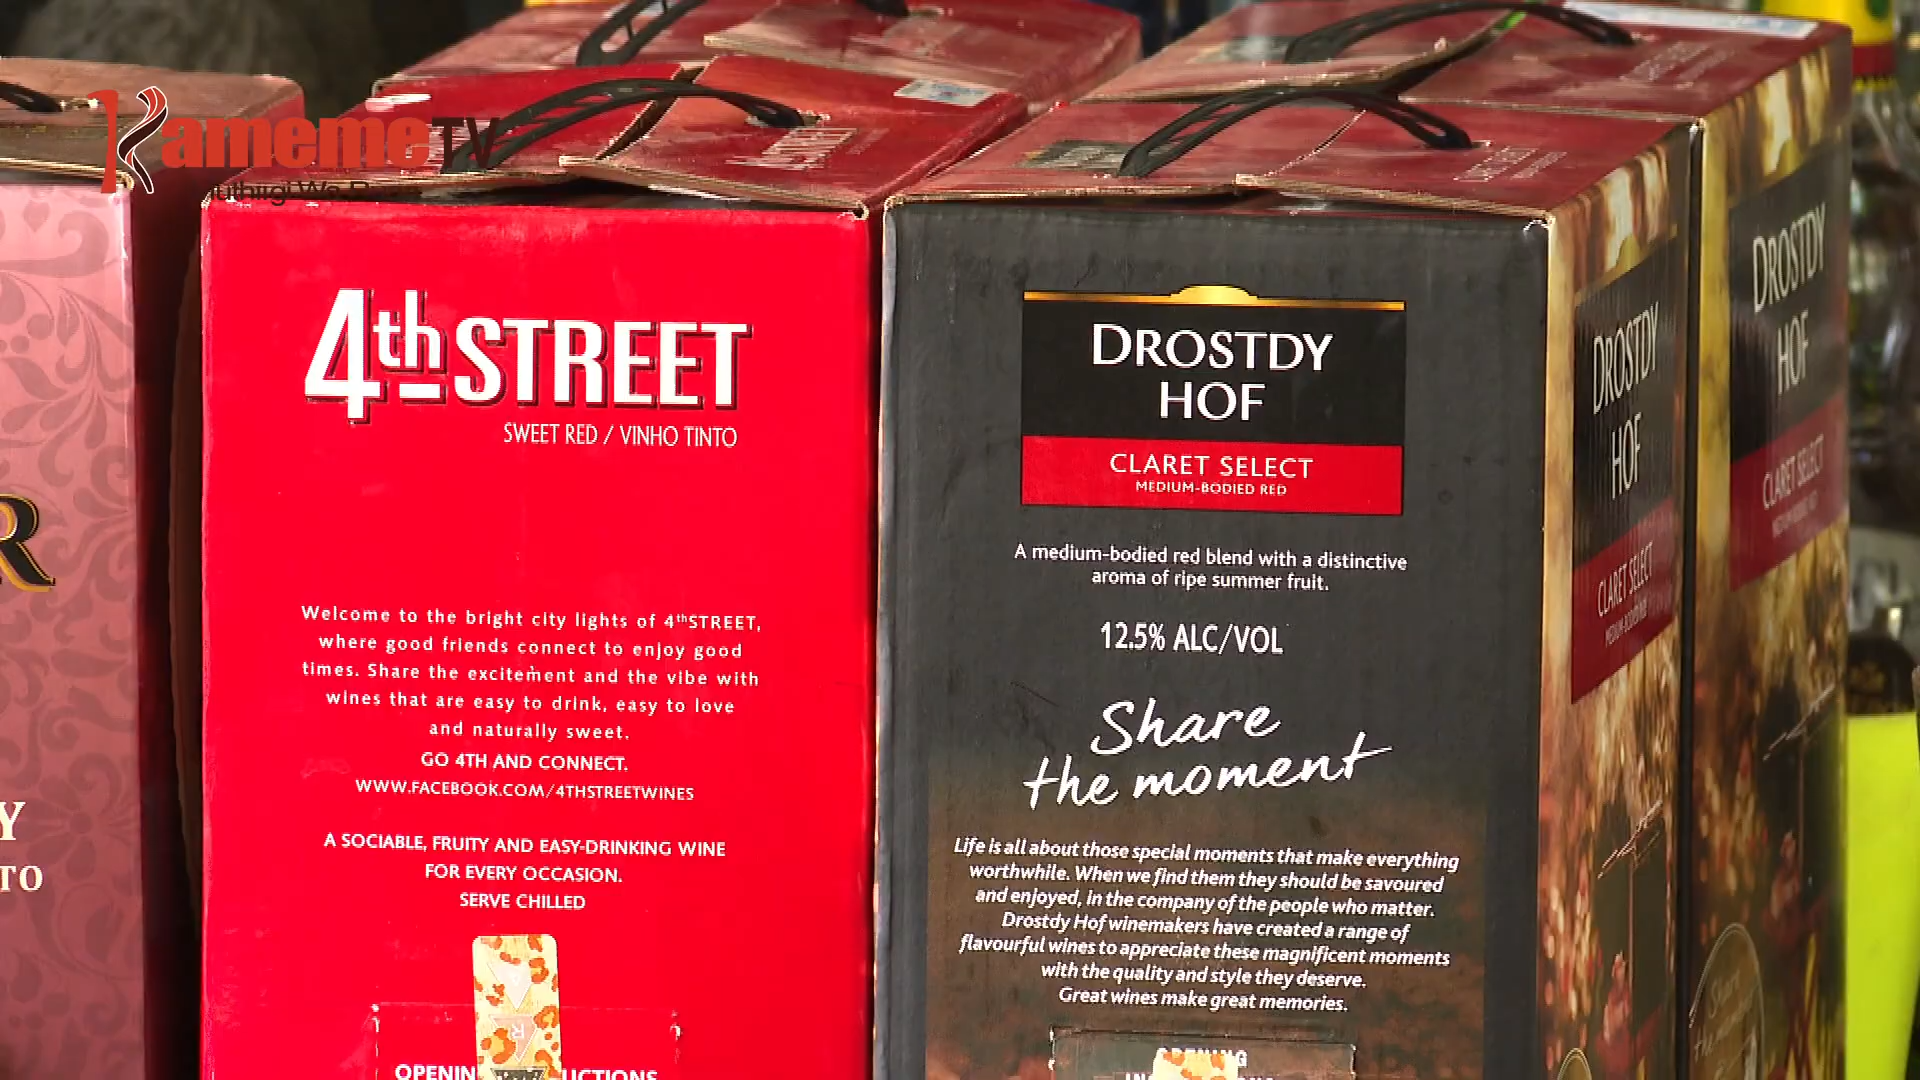 Kameme TV
4th STREET
SWEET RED / VINHO TINTO
Welcome to the bright city lights of 4thSTREET,
where good friends connect to enjoy good
times. Share the excitement and the vibe with
wines that are easy to drink, easy to love
and naturally sweet.
GO 4TH AND CONNECT.
WWW.FACEBOOK.COM/4THSTREETWINES
A SOCIABLE, FRUITY AND EASY-DRINKING WINE
FOR EVERY OCCASION.
SERVE CHILLED
DROSTDY
HOF
CLARET SELECT
MEDIUM-BODIED RED
A medium-bodied red blend with a distinctive
aroma of ripe summer fruit.
12.5% ALC/VOL
Share
the moment
Life is all about those special moments that make everything
worthwhile. When we find them they should be savoured
and enjoyed, in the company of the people who matter.
Drostdy Hof winemakers have created a range of
flavourful wines to appreciate these magnificent moments
with the quality and style they deserve.
Great wines make great memories.
OPENING
DROSTDY
HOF
CLARET SELECT
MEDIUM-BODIED RED
DROSTDY
HOF
CLARET SELECT